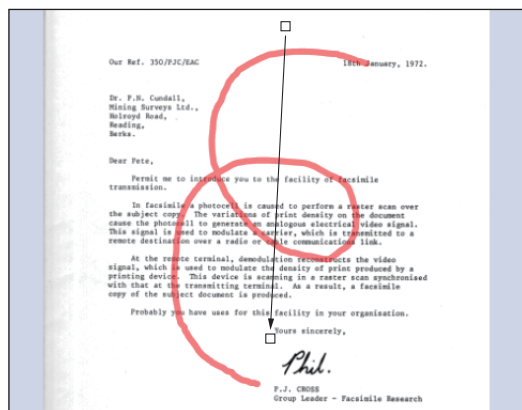 Our Ref. 350/PJC/EAC 18th January, 1972.
Dr. P.N. Cundall,
Mining Surveys Ltd.,
Holroyd Road,
Reading,
Berks.
Dear Pete,
Permit me to introduce you to the facility of facsimile
transmission.
In facsimile a photocell is caused to perform a raster scan over
the subject copy. The variations of print density on the document
cause the photocell to generate an analogous electrical video signal.
This signal is used to modulate a carrier, which is transmitted to a
remote destination over a radio or cable communications link.
At the remote terminal, demodulation reconstructs the video
signal, which is used to modulate the density of print produced by a
printing device. This device is scanning in a raster scan synchronised
with that at the transmitting terminal. As a result, a facsimile
copy of the subject document is produced.
Probably you have uses for this facility in your organisation.
Yours sincerely,
Phil.
P.J. CROSS
Group Leader - Facsimile Research